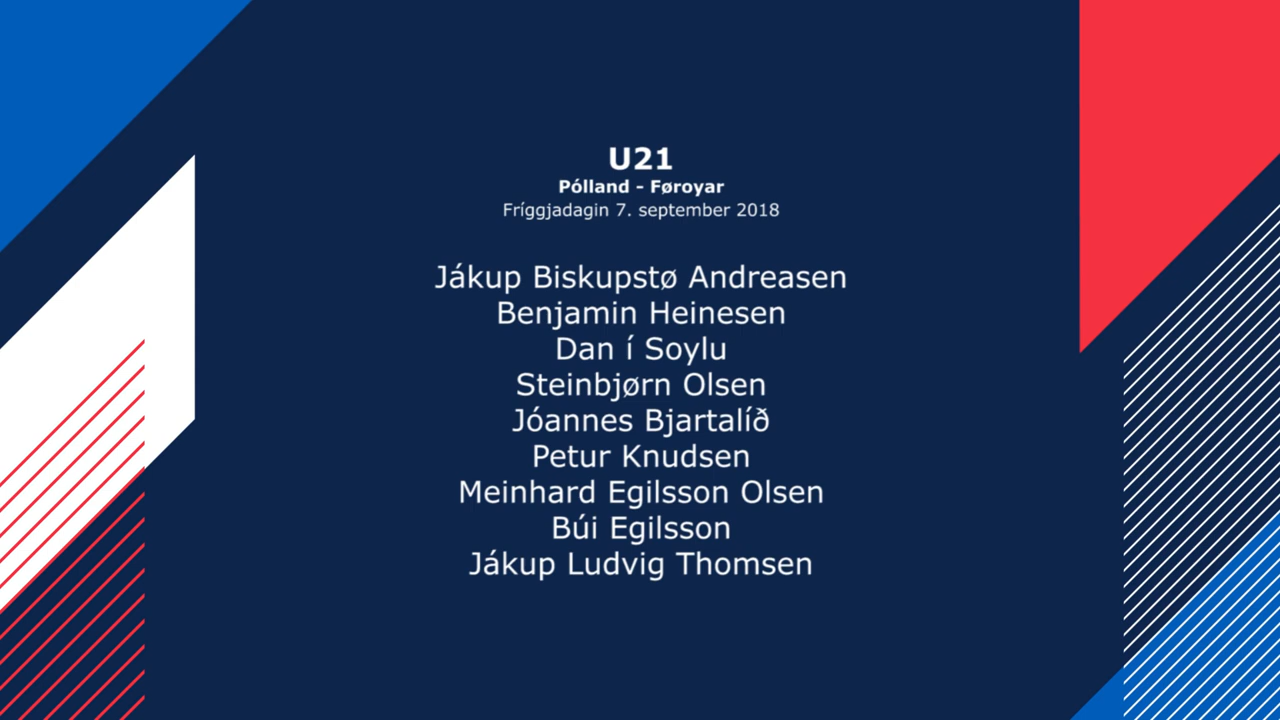 U21
Pólland - Føroyar
Fríggjadagin 7. september 2018
Jákup Biskupstø Andreasen
Benjamin Heinesen
Dan í Soylu
Steinbjørn Olsen
Jóannes Bjartalíð
Petur Knudsen
Meinhard Egilsson Olsen
Búi Egilsson
Jákup Ludvig Thomsen